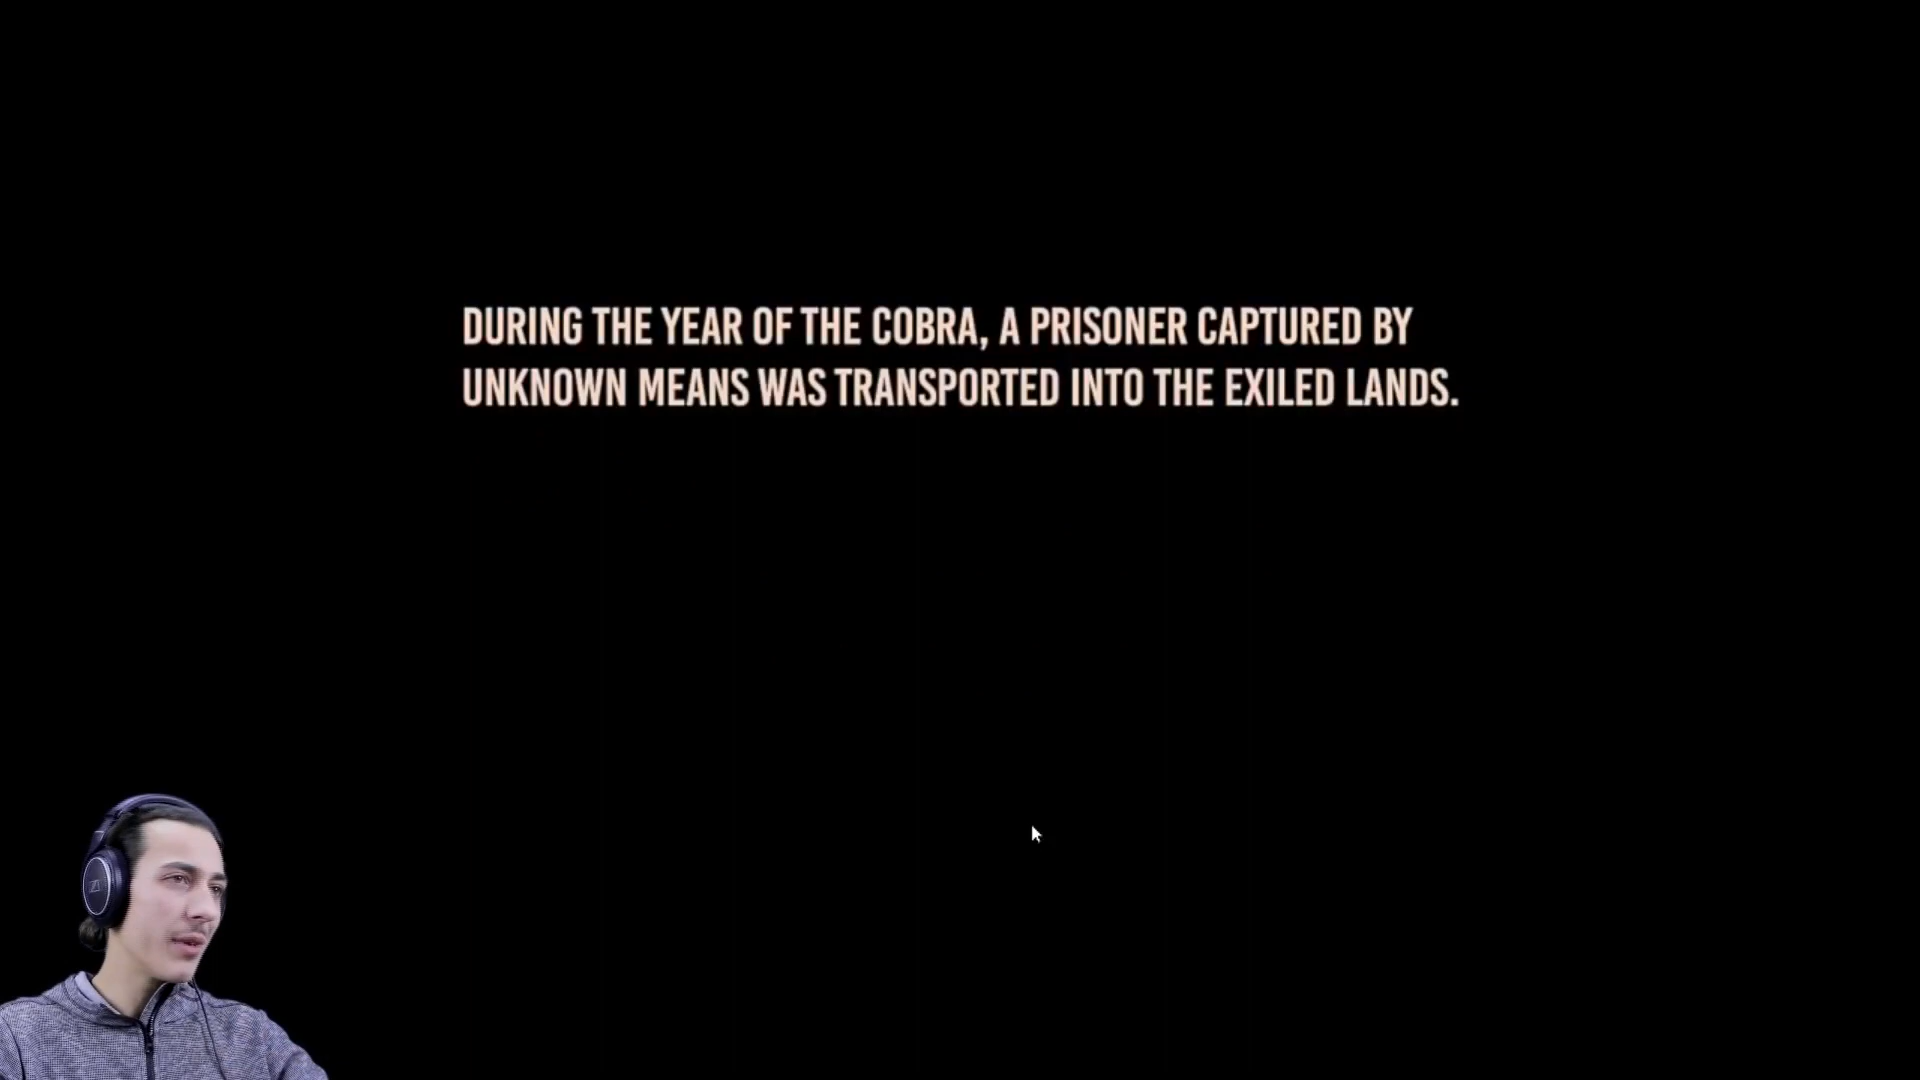 DURING THE YEAR OF THE COBRA, A PRISONER CAPTURED BY
UNKNOWN MEANS WAS TRANSPORTED INTO THE EXILED LANDS.